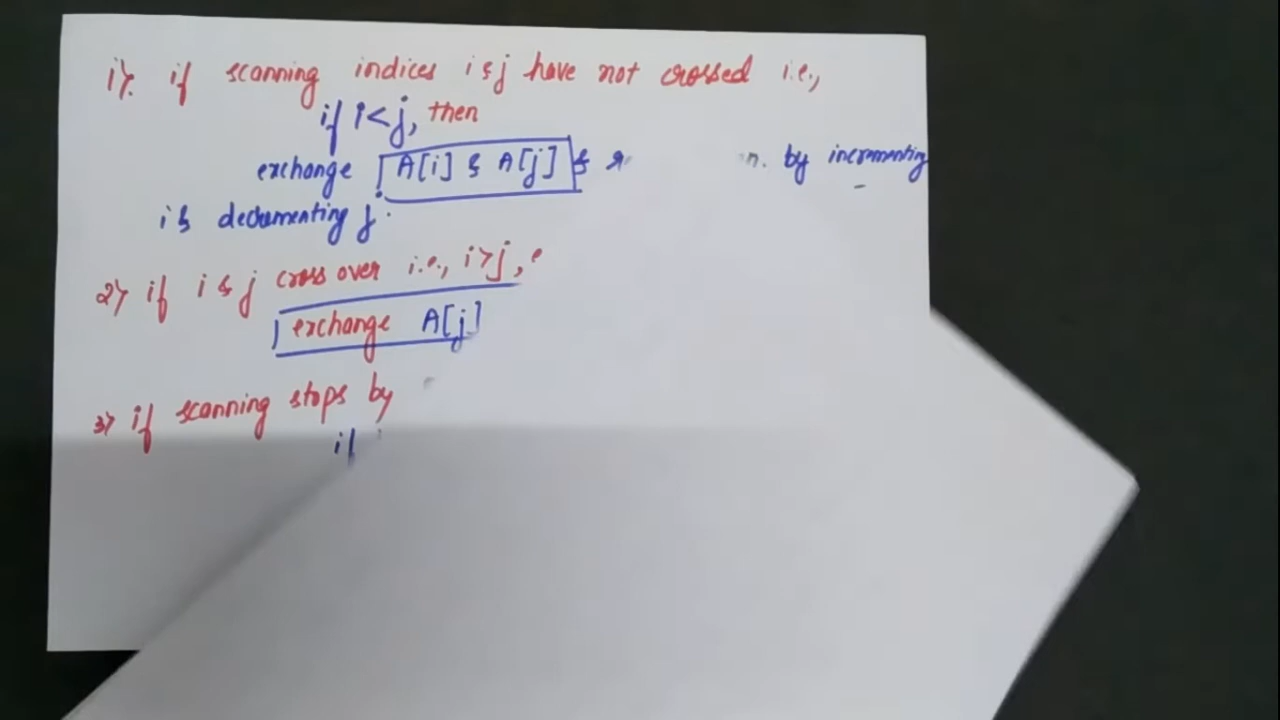 1). if scanning indices i & j have not crossed i.e.,
if i < j, then
exchange A[i] & A[j] & by incrementing
i & decrementing j.
2) if i & j cross over i.e., i > j,
exchange A[j]
3) if scanning stops by
if